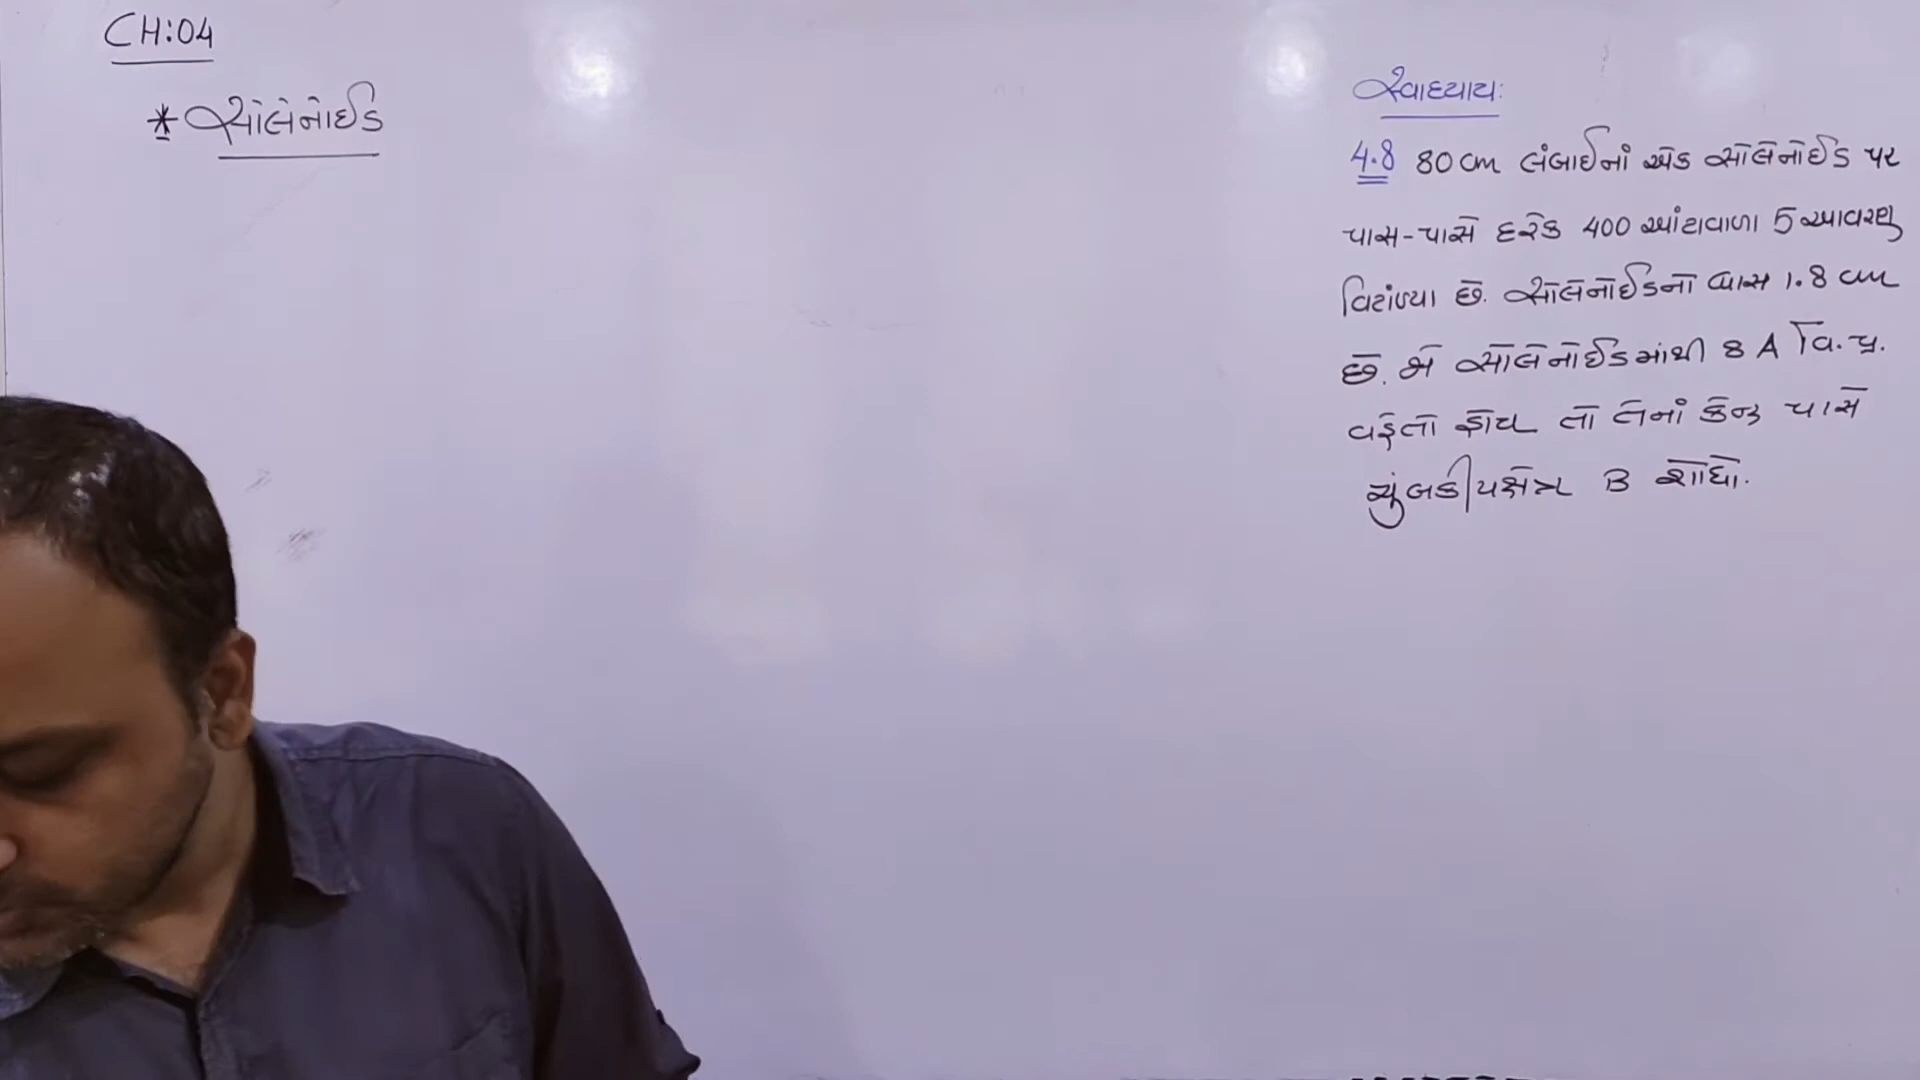 CH:04
* સોલેનોઈડ
સ્વાધ્યાય:
4.8 80 cm લંબાઈનાં એક સોલેનોઈડ પર
પાસ-પાસે દરેક 400 આંટાવાળા 5 આવરણ
વિટાંળ્યા છે. સોલેનોઈડનો વ્યાસ 1.8 cm
છે. જો સોલેનોઈડમાંથી 8 A વિ.પ્ર.
વહેતો હોય તો તેનાં કેન્દ્ર પાસે
ચુંબકીયક્ષેત્ર B શોધો.